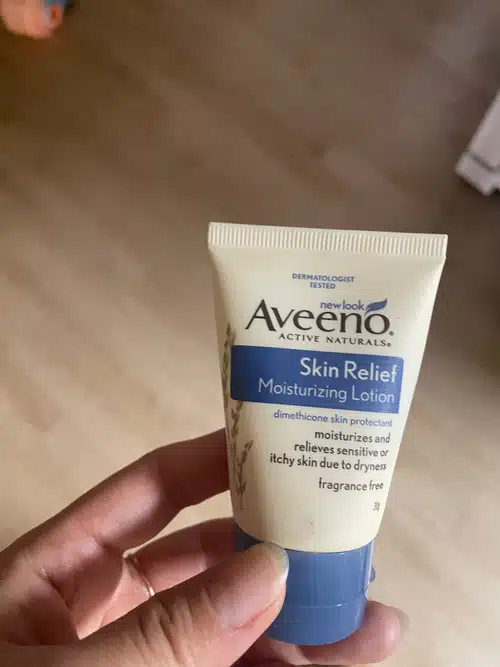 DERMATOLOGIST
TESTED
new look
Aveeno®
ACTIVE NATURALS®
Skin Relief
Moisturizing Lotion
dimethicone skin protectant
moisturizes and
relieves sensitive or
itchy skin due to dryness
fragrance free
30g